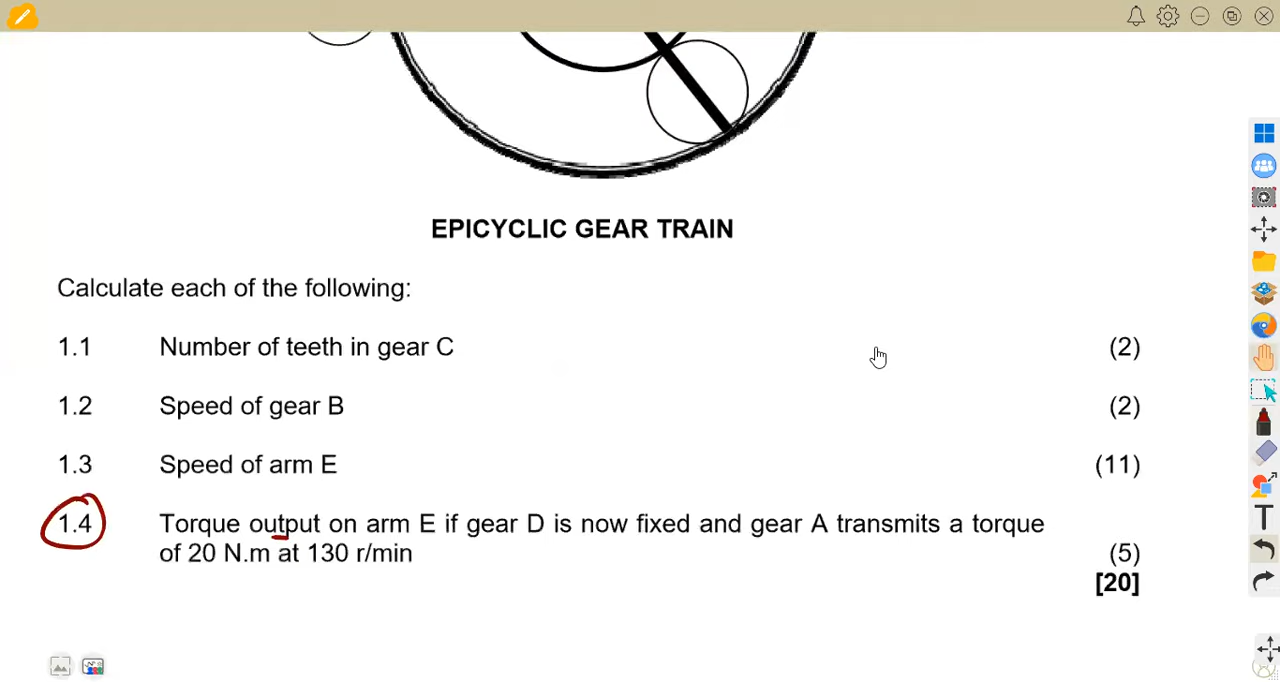 EPICYCLIC GEAR TRAIN
Calculate each of the following:
1.1 Number of teeth in gear C (2)
1.2 Speed of gear B (2)
1.3 Speed of arm E (11)
1.4 Torque output on arm E if gear D is now fixed and gear A transmits a torque
of 20 N.m at 130 r/min (5)
[20]